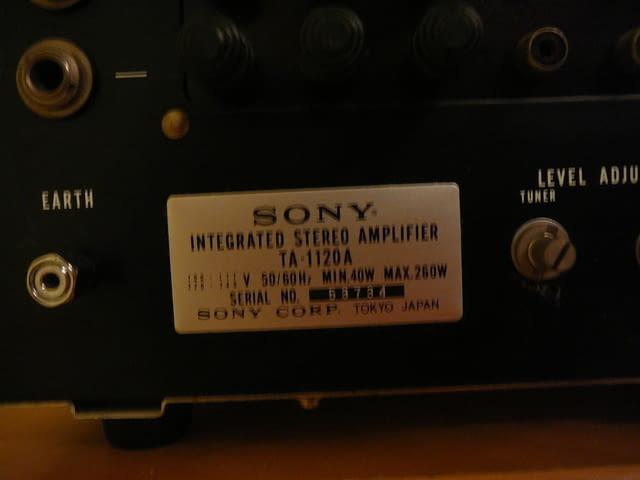 EARTH
SONY
INTEGRATED STEREO AMPLIFIER
TA-1120A
V 50/60Hz MIN.40W MAX.260W
SERIAL NO.
SONY CORP. TOKYO JAPAN
LEVEL ADJU
TUNER